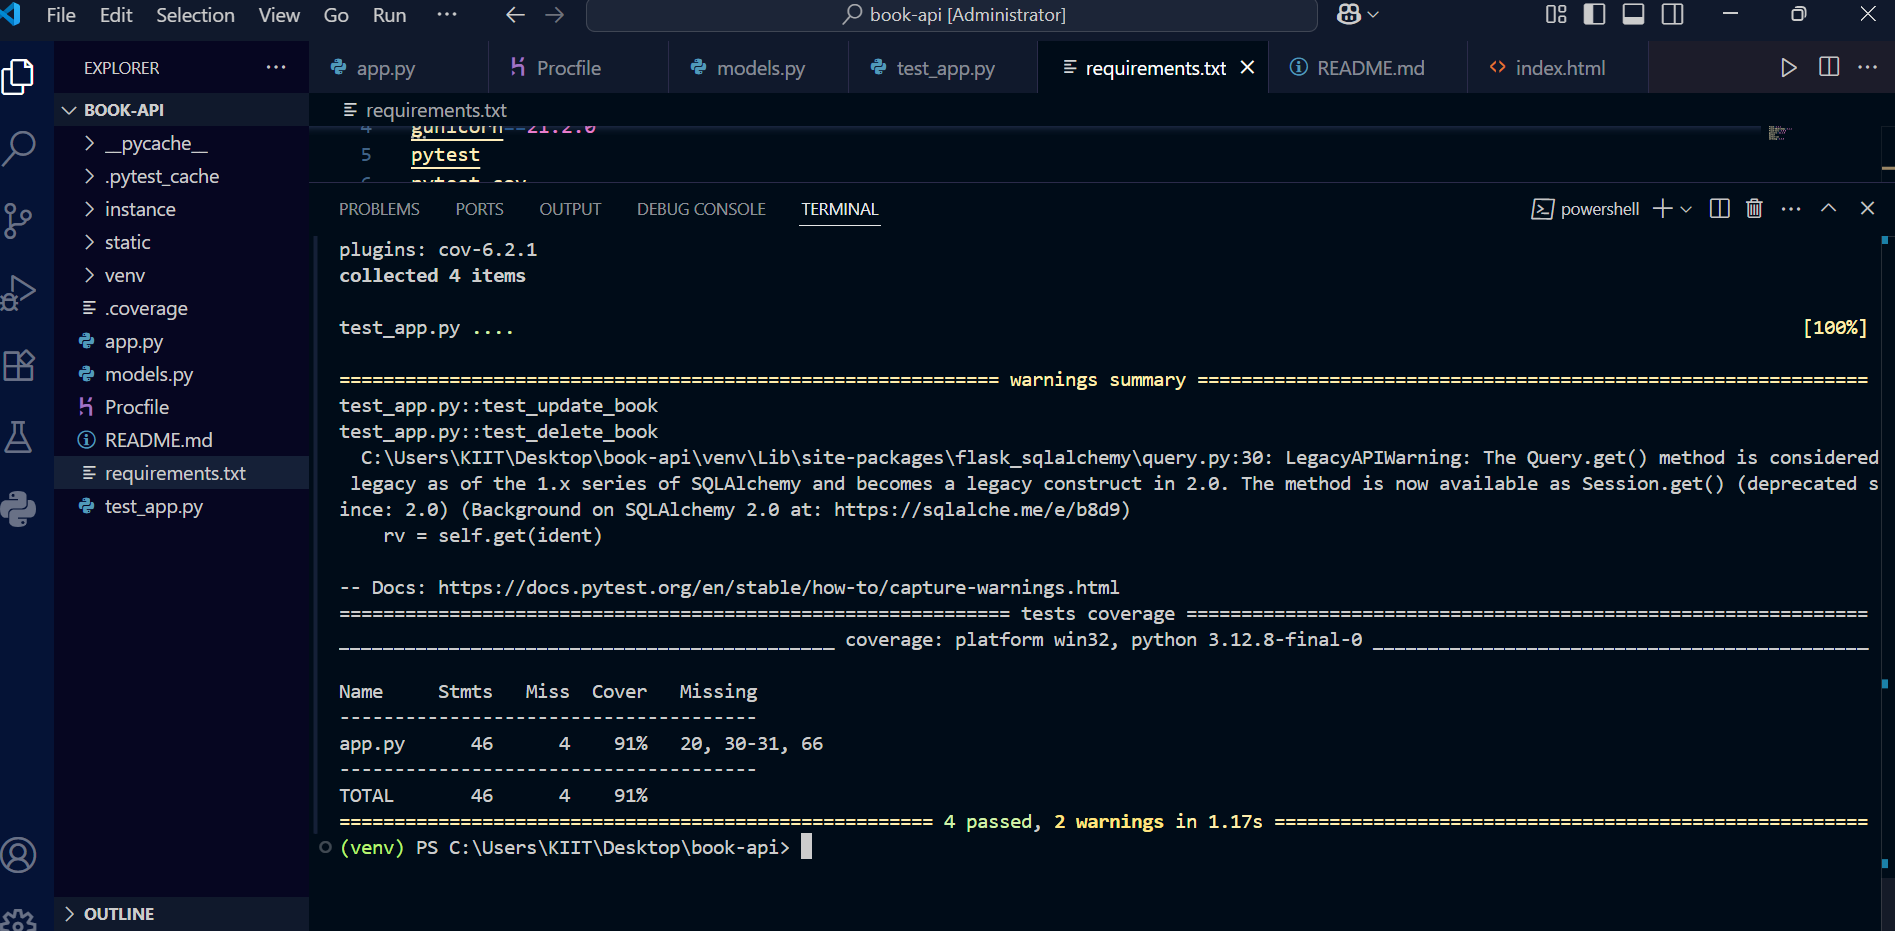 File Edit Selection View Go Run ··· book-api [Administrator]
EXPLORER ···
app.py Procfile models.py test_app.py requirements.txt README.md index.html
BOOK-API
__pycache__
.pytest_cache
instance
static
venv
.coverage
app.py
models.py
Procfile
README.md
requirements.txt
test_app.py
OUTLINE
requirements.txt
4 gunicorn==21.2.0
5 pytest
6 pytest-cov
PROBLEMS PORTS OUTPUT DEBUG CONSOLE TERMINAL powershell
plugins: cov-6.2.1
collected 4 items
test_app.py .... [100%]
============================================================ warnings summary =============================================================
test_app.py::test_update_book
test_app.py::test_delete_book
C:\Users\KIIT\Desktop\book-api\venv\Lib\site-packages\flask_sqlalchemy\query.py:30: LegacyAPIWarning: The Query.get() method is considered
legacy as of the 1.x series of SQLAlchemy and becomes a legacy construct in 2.0. The method is now available as Session.get() (deprecated s
ince: 2.0) (Background on SQLAlchemy 2.0 at: https://sqlalche.me/e/b8d9)
rv = self.get(ident)
-- Docs: https://docs.pytest.org/en/stable/how-to/capture-warnings.html
============================================================= tests coverage ==============================================================
_____________________________________________ coverage: platform win32, python 3.12.8-final-0 _____________________________________________
Name Stmts Miss Cover Missing
--------------------------------------
app.py 46 4 91% 20, 30-31, 66
--------------------------------------
TOTAL 46 4 91%
====================================================== 4 passed, 2 warnings in 1.17s ======================================================
(venv) PS C:\Users\KIIT\Desktop\book-api>